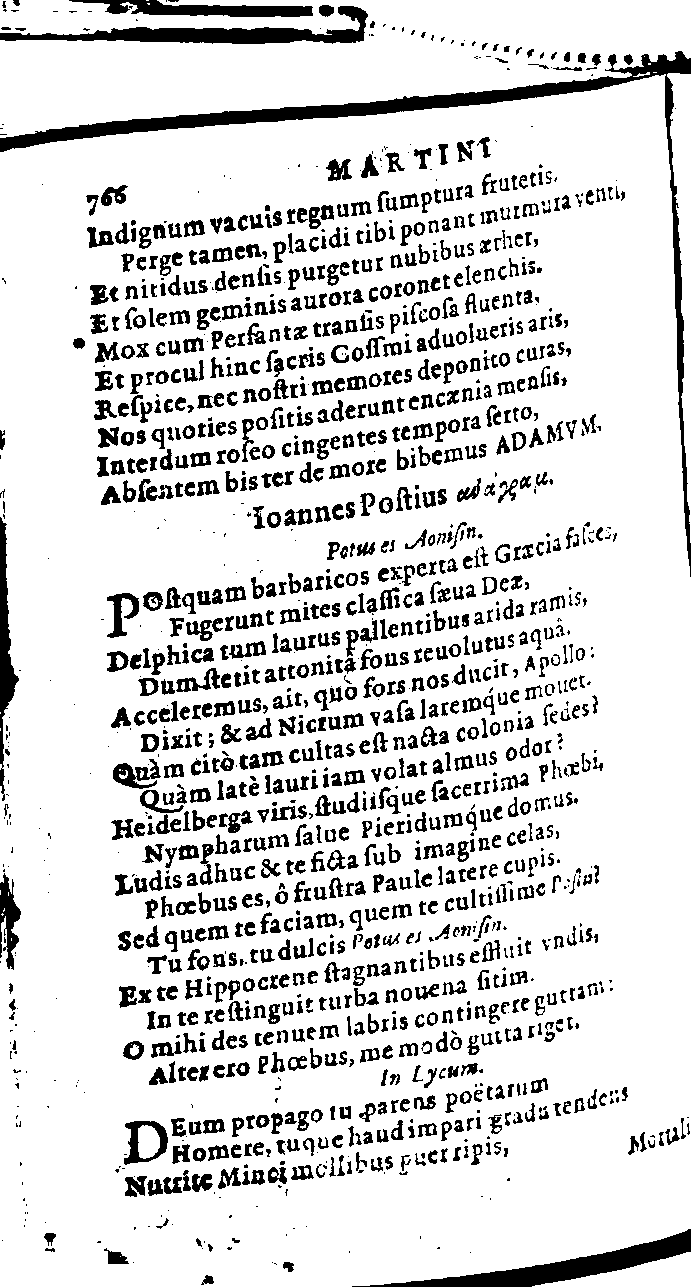 766 MARTINI
Indignum vacuis regnum ſumptura frutetis.
Perge tamen, placidi tibi ponant murmura venti,
Et nitidus denſis purgetur nubibus æther,
Et ſolem geminis aurora coronet elenchis.
Mox cum Perfantæ tranſis piſcoſa fluenta,
Et procul hinc ſacris Coſſmi aduolueris aris,
Reſpice, nec noſtri memores deponito curas,
Nos quoties poſitis aderunt encænia menſis,
Interdum roſeo cingentes tempora ſerto,
Abſentem bis ter de more bibemus ADAMVM.
Ioannes Poſtius
Potus es Aoniſin.
POſtquam barbaricos experta eſt Græcia faſces,
Fugerunt mites claſſica ſæua Deæ,
Delphica tum laurus pallentibus arida ramis,
Dum ſtetit attonitâ fons reuolutus aquâ.
Acceleremus, ait, quò fors nos ducit, Apollo:
Dixit; & ad Nicrum vaſa laremq́ue mouet.
Quàm citò tam cultas eſt nacta colonia ſedes?
Quàm latè lauri iam volat almus odor?
Heidelberga viris, ſtudiiſque ſacerrima Phœbi,
Nympharum ſalue Pieridumq́ue domus.
Ludis adhuc & te ficta ſub imagine celas,
Phœbus es, ô fruſtra Paule latere cupis.
Sed quem te faciam, quem te cultiſſime Poſti?
Tu fons, tu dulcis Potus es Aoniſin.
Ex te Hippocrene ſtagnantibus effluit vndis,
In te reſtinguit turba nouena ſitim.
O mihi des tenuem labris contingere guttam:
Alter ero Phœbus, me modò gutta riget.
In Lycum.
DEum propago tu parens poëtarum
Homere, tuque haud impari gradu tendens
Nutrite Minci mollibus puer ripis,
Mortali